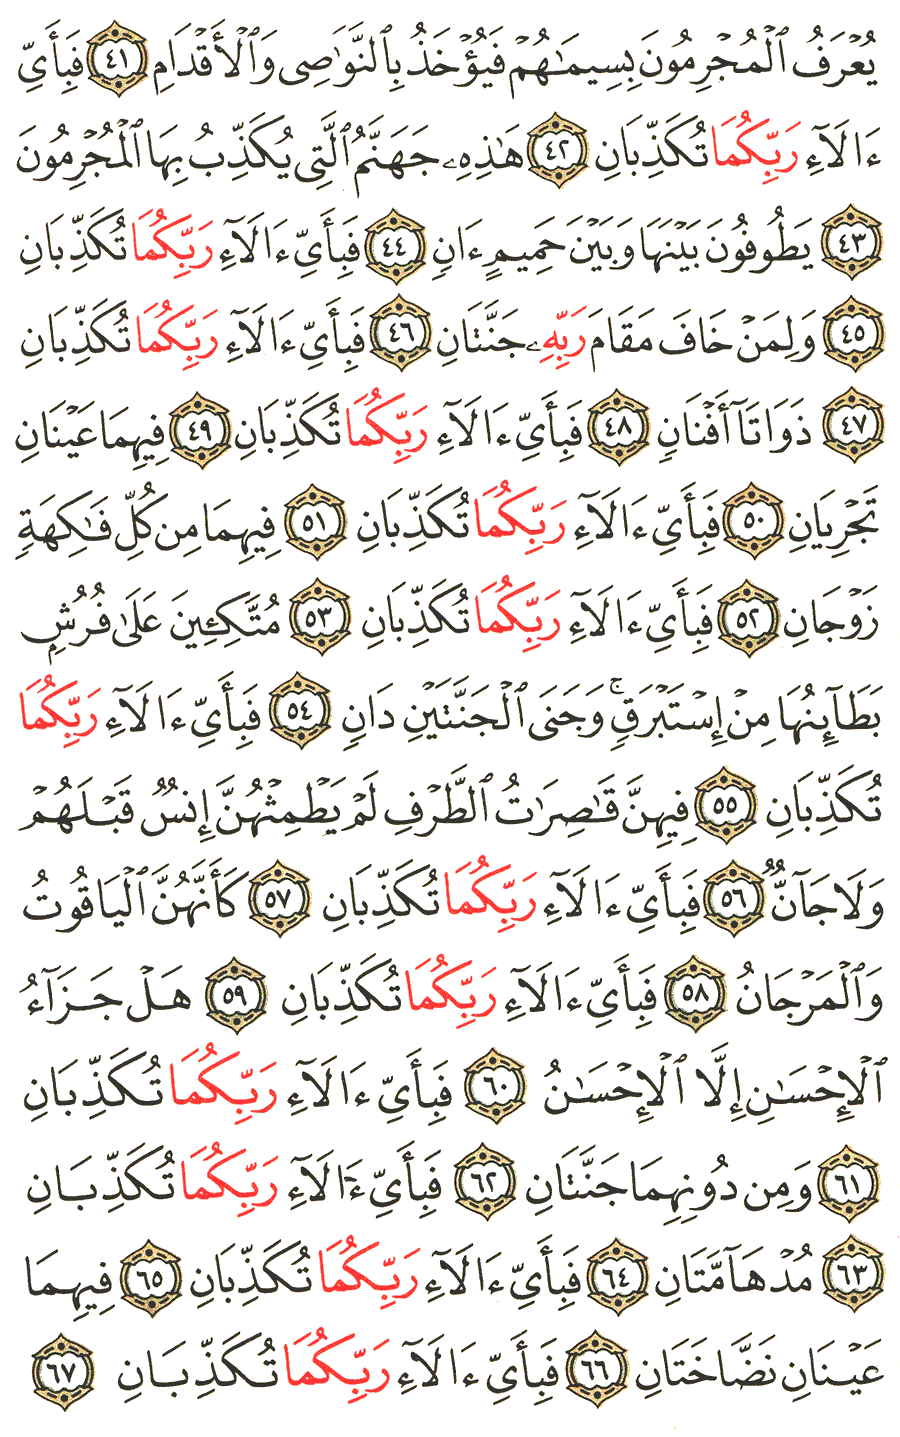 يُعْرَفُ ٱلْمُجْرِمُونَ بِسِيمَـٰهُمْ فَيُؤْخَذُ بِٱلنَّوَٰصِى وَٱلْأَقْدَامِ ٤١ فَبِأَىِّ
ءَالَآءِ رَبِّكُمَا تُكَذِّبَانِ ٤٢ هَـٰذِهِۦ جَهَنَّمُ ٱلَّتِى يُكَذِّبُ بِهَا ٱلْمُجْرِمُونَ
٤٣ يَطُوفُونَ بَيْنَهَا وَبَيْنَ حَمِيمٍ ءَانٍ ٤٤ فَبِأَىِّ ءَالَآءِ رَبِّكُمَا تُكَذِّبَانِ
٤٥ وَلِمَنْ خَافَ مَقَامَ رَبِّهِۦ جَنَّتَانِ ٤٦ فَبِأَىِّ ءَالَآءِ رَبِّكُمَا تُكَذِّبَانِ
٤٧ ذَوَاتَآ أَفْنَانٍ ٤٨ فَبِأَىِّ ءَالَآءِ رَبِّكُمَا تُكَذِّبَانِ ٤٩ فِيهِمَا عَيْنَانِ
تَجْرِيَانِ ٥٠ فَبِأَىِّ ءَالَآءِ رَبِّكُمَا تُكَذِّبَانِ ٥١ فِيهِمَا مِن كُلِّ فَـٰكِهَةٍ
زَوْجَانِ ٥٢ فَبِأَىِّ ءَالَآءِ رَبِّكُمَا تُكَذِّبَانِ ٥٣ مُتَّكِـِٔينَ عَلَىٰ فُرُشٍۭ
بَطَآئِنُهَا مِنْ إِسْتَبْرَقٍ ۚ وَجَنَى ٱلْجَنَّتَيْنِ دَانٍ ٥٤ فَبِأَىِّ ءَالَآءِ رَبِّكُمَا
تُكَذِّبَانِ ٥٥ فِيهِنَّ قَـٰصِرَٰتُ ٱلطَّرْفِ لَمْ يَطْمِثْهُنَّ إِنسٌ قَبْلَهُمْ
وَلَا جَآنٌّ ٥٦ فَبِأَىِّ ءَالَآءِ رَبِّكُمَا تُكَذِّبَانِ ٥٧ كَأَنَّهُنَّ ٱلْيَاقُوتُ
وَٱلْمَرْجَانُ ٥٨ فَبِأَىِّ ءَالَآءِ رَبِّكُمَا تُكَذِّبَانِ ٥٩ هَلْ جَزَآءُ
ٱلْإِحْسَـٰنِ إِلَّا ٱلْإِحْسَـٰنُ ٦٠ فَبِأَىِّ ءَالَآءِ رَبِّكُمَا تُكَذِّبَانِ
٦١ وَمِن دُونِهِمَا جَنَّتَانِ ٦٢ فَبِأَىِّ ءَالَآءِ رَبِّكُمَا تُكَذِّبَانِ
٦٣ مُدْهَآمَّتَانِ ٦٤ فَبِأَىِّ ءَالَآءِ رَبِّكُمَا تُكَذِّبَانِ ٦٥ فِيهِمَا
عَيْنَانِ نَضَّاخَتَانِ ٦٦ فَبِأَىِّ ءَالَآءِ رَبِّكُمَا تُكَذِّبَانِ ٦٧